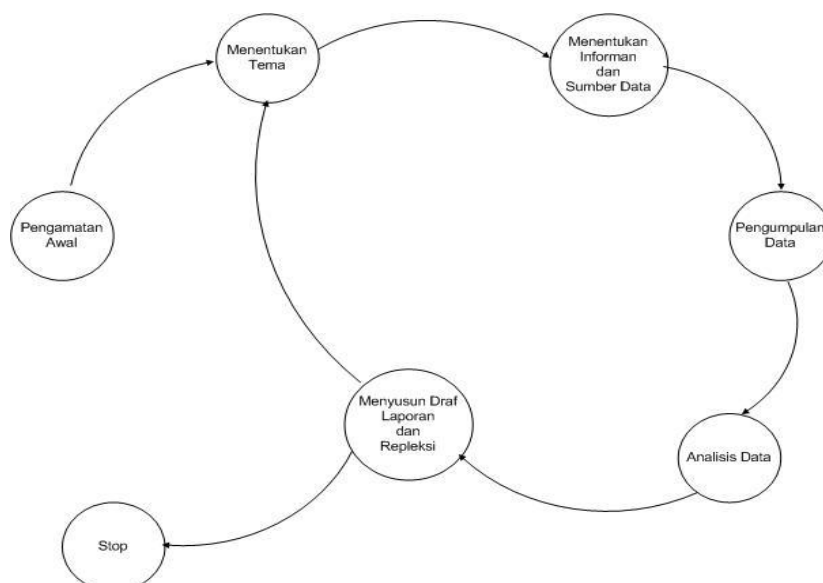 Pengamatan
Awal
Menentukan
Tema
Menentukan
Informan
dan
Sumber Data
Pengumpulan
Data
Analisis Data
Menyusun Draf
Laporan
dan
Repleksi
Stop